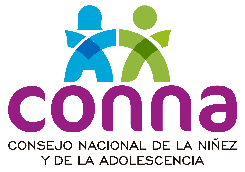 conna
CONSEJO NACIONAL DE LA NIÑEZ
Y DE LA ADOLESCENCIA